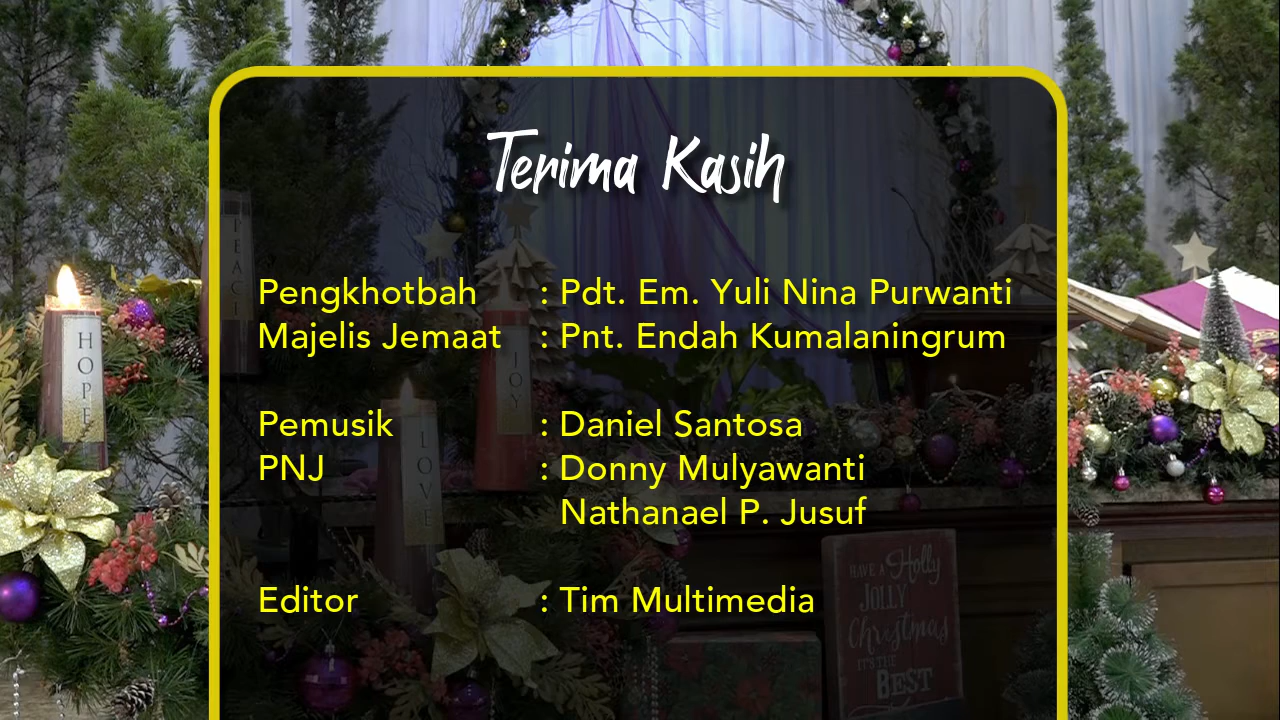 Terima Kasih
Pengkhotbah : Pdt. Em. Yuli Nina Purwanti
Majelis Jemaat : Pnt. Endah Kumalaningrum
Pemusik : Daniel Santosa
PNJ : Donny Mulyawanti
Nathanael P. Jusuf
Editor : Tim Multimedia
HOPE
PEACE
JOY
LOVE
HAVE A Holly
JOLLY
Christmas
IT'S THE
BEST